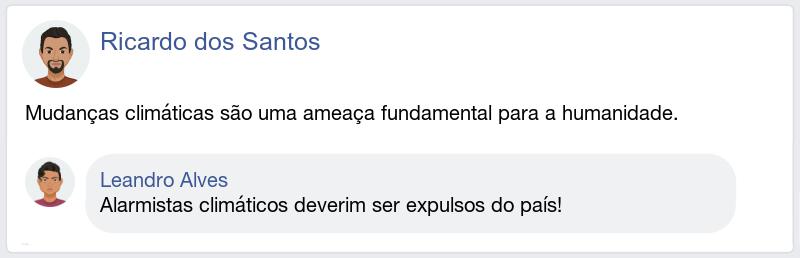 Ricardo dos Santos
Mudanças climáticas são uma ameaça fundamental para a humanidade.
Leandro Alves
Alarmistas climáticos deverim ser expulsos do país!